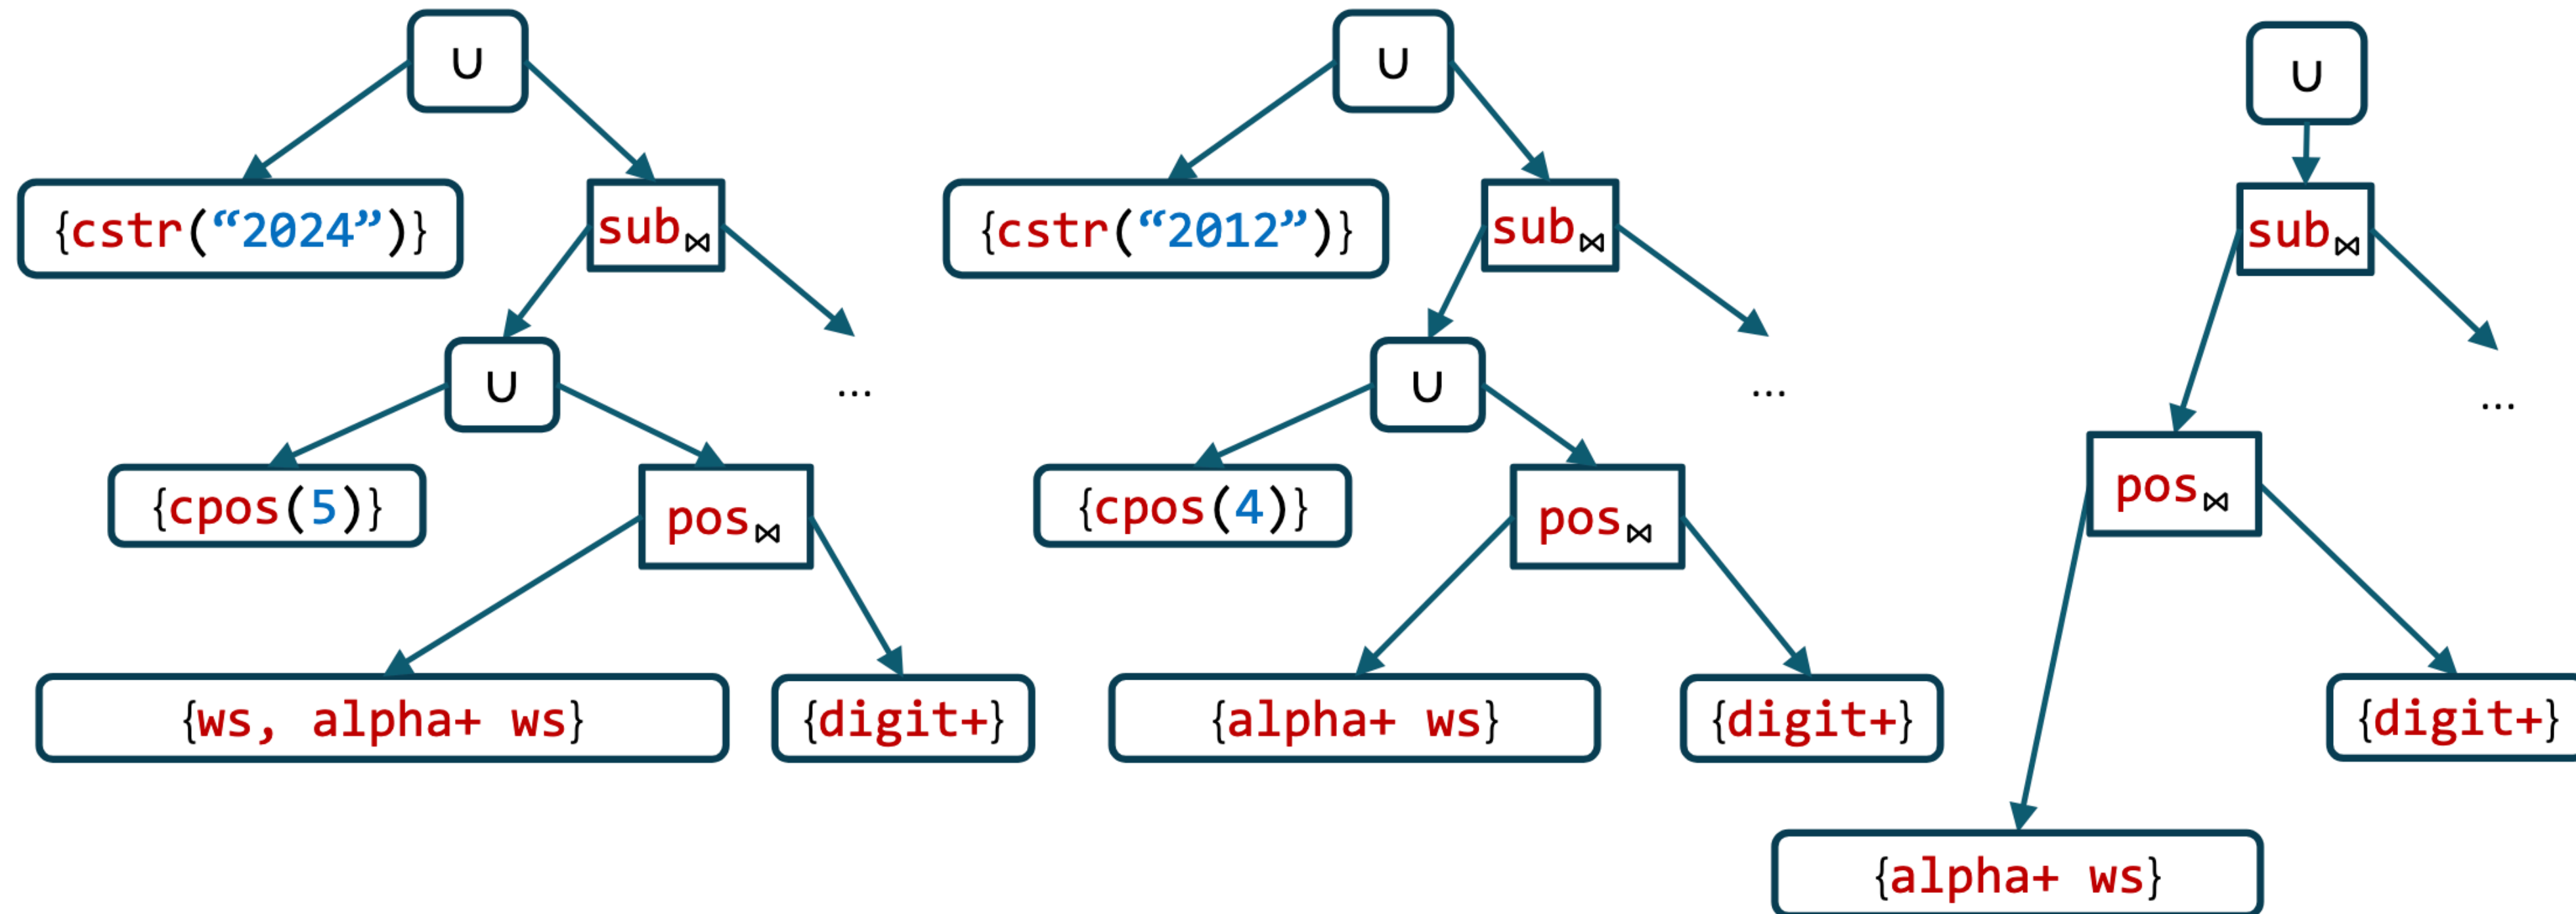 ∪ ∪ ∪
{cstr(“2024”)} sub⋈ {cstr(“2012”)} sub⋈ sub⋈
∪ ... ∪ ... ...
{cpos(5)} pos⋈ {cpos(4)} pos⋈ pos⋈
{ws, alpha+ ws} {digit+} {alpha+ ws} {digit+} {digit+}
{alpha+ ws}